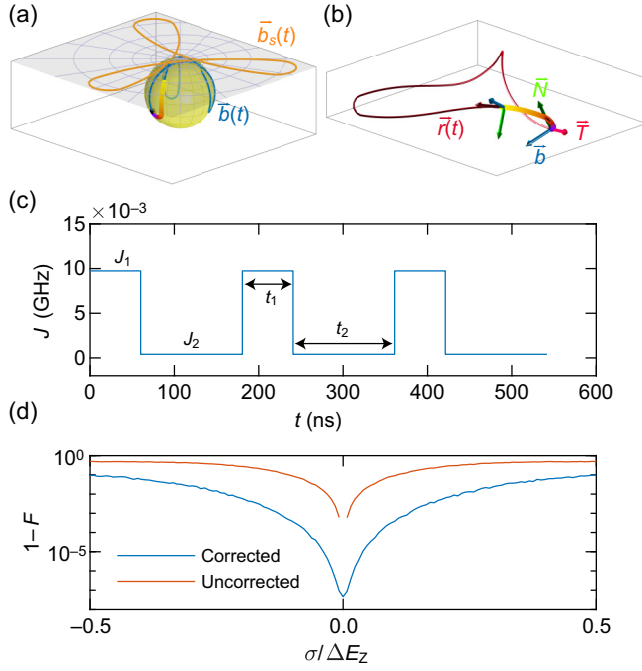 (a)
b⃗s(t)
b⃗(t)
(b)
N⃗
r⃗(t)
T⃗
b⃗
(c)
× 10–3
15
10
5
0
J (GHz)
J1
J2
t1
t2
0 100 200 300 400 500 600
t (ns)
(d)
100
10–5
1–F
Corrected
Uncorrected
–0.5 0.0 0.5
σ/ΔEZ